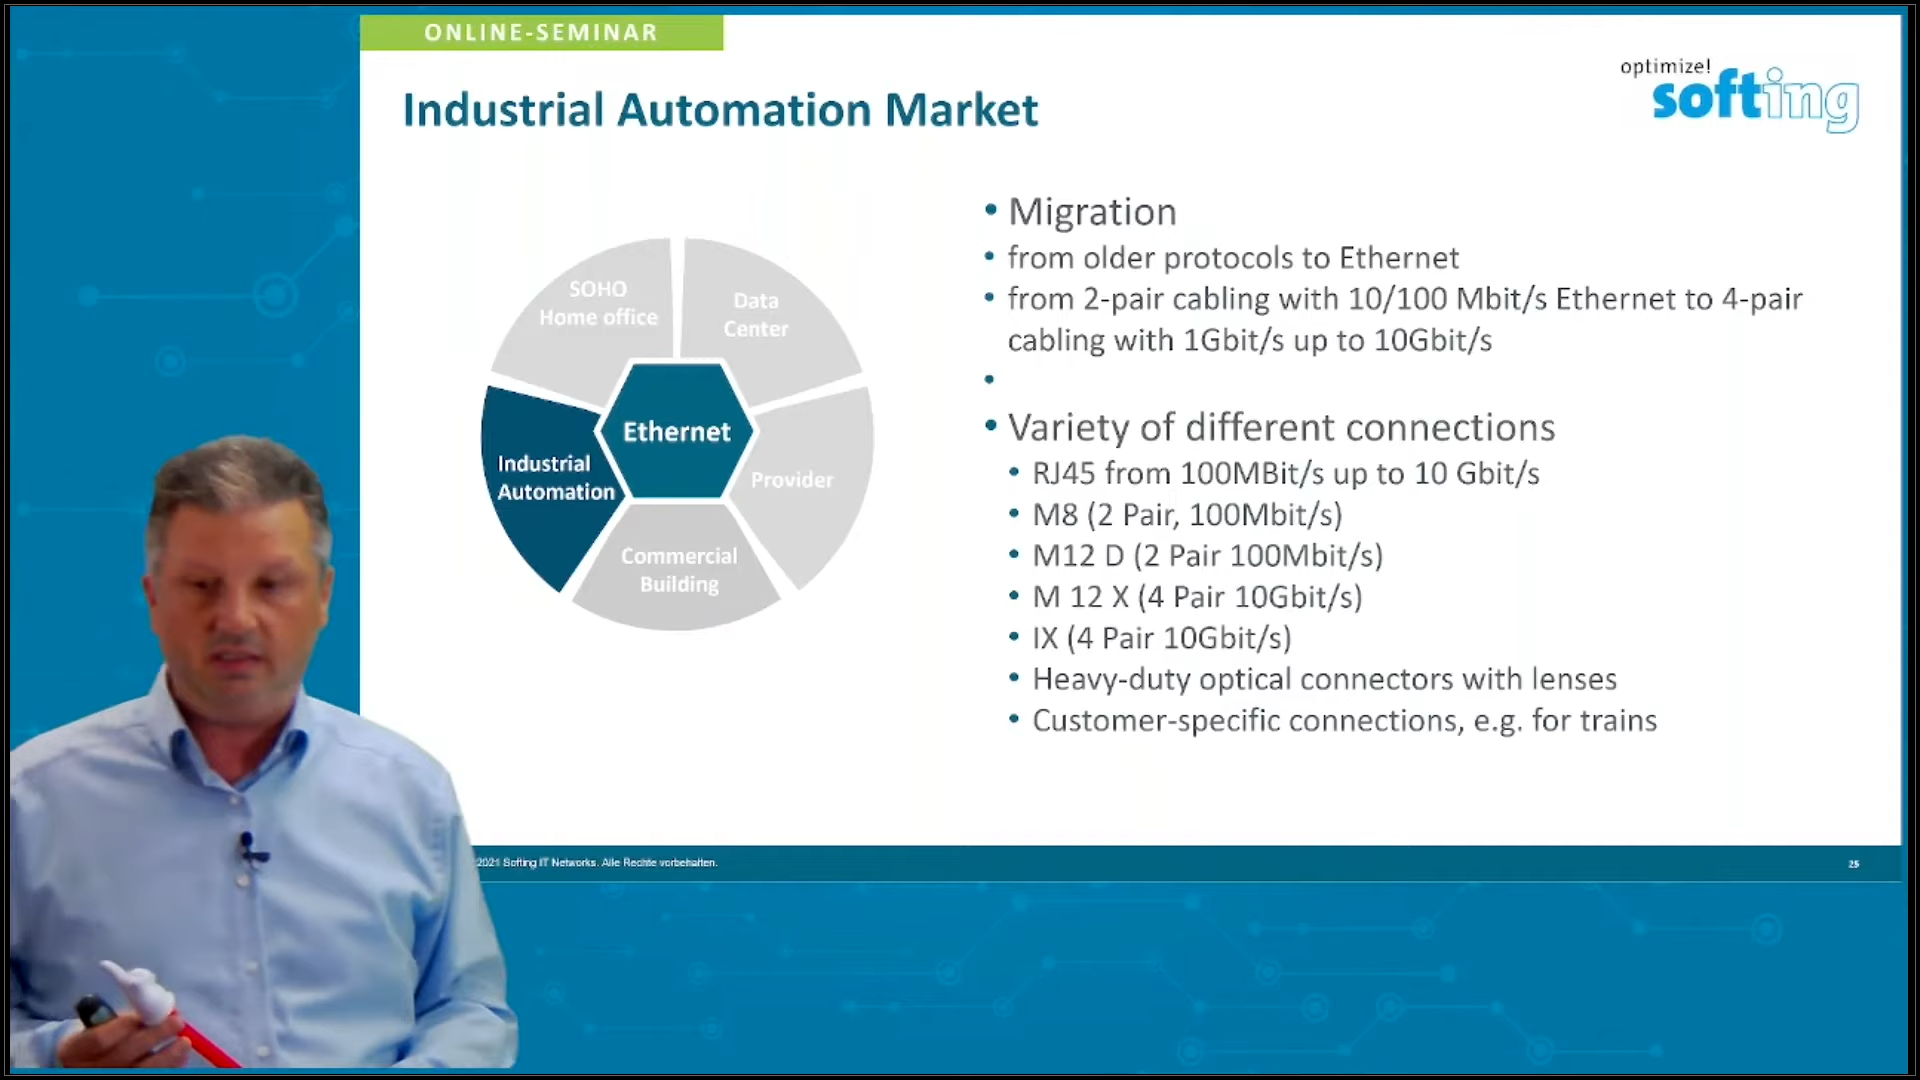 ONLINE-SEMINAR
optimize!
softing
Industrial Automation Market
SOHO
Home office
Data
Center
Ethernet
Industrial
Automation
Provider
Commercial
Building
• Migration
• from older protocols to Ethernet
• from 2-pair cabling with 10/100 Mbit/s Ethernet to 4-pair
cabling with 1Gbit/s up to 10Gbit/s
•
• Variety of different connections
• RJ45 from 100MBit/s up to 10 Gbit/s
• M8 (2 Pair, 100Mbit/s)
• M12 D (2 Pair 100Mbit/s)
• M 12 X (4 Pair 10Gbit/s)
• IX (4 Pair 10Gbit/s)
• Heavy-duty optical connectors with lenses
• Customer-specific connections, e.g. for trains
2021 Softing IT Networks. Alle Rechte vorbehalten.
25